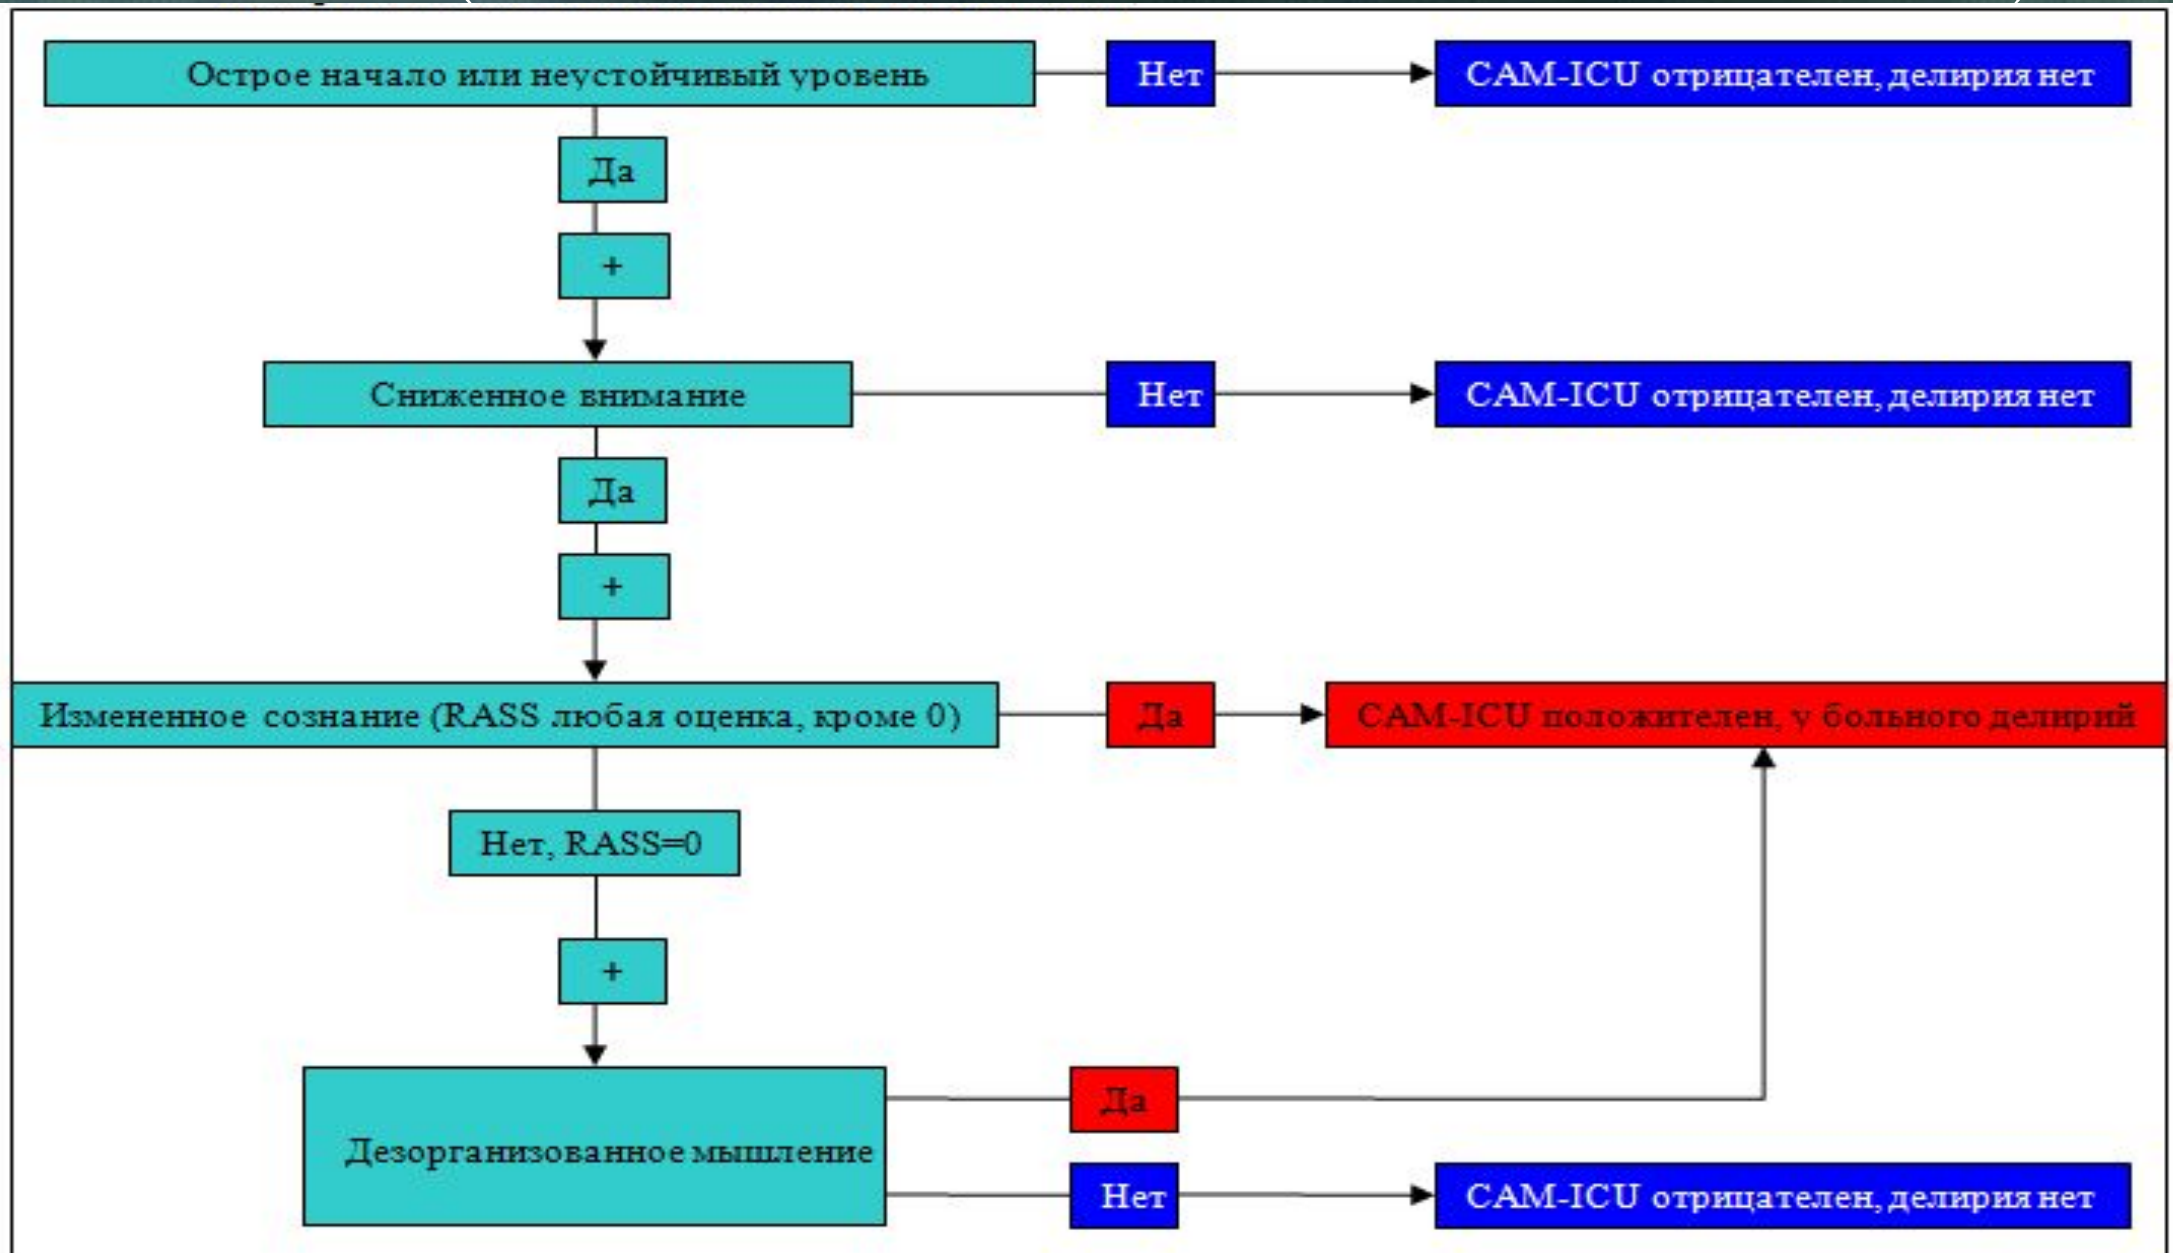 Острое начало или неустойчивый уровень
Нет
CAM-ICU отрицателен, делирия нет
Да
+
Сниженное внимание
Нет
CAM-ICU отрицателен, делирия нет
Да
+
Измененное сознание (RASS любая оценка, кроме 0)
Да
CAM-ICU положителен, у больного делирий
Нет, RASS=0
+
Дезорганизованное мышление
Да
Нет
CAM-ICU отрицателен, делирия нет